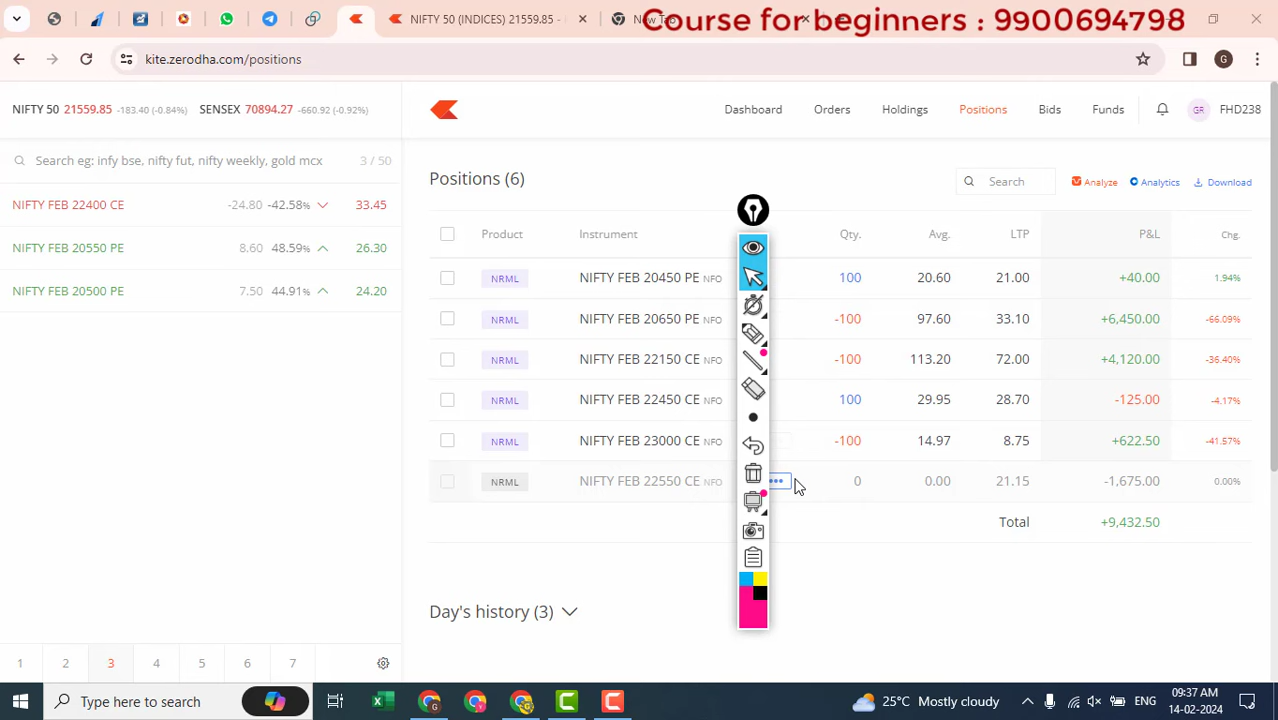 Course for beginners : 9900694798
NIFTY 50 (INDICES) 21559.85 -
New Tab
kite.zerodha.com/positions
G
NIFTY 50 21559.85 -183.40 (-0.84%) SENSEX 70894.27 -660.92 (-0.92%)
Dashboard Orders Holdings Positions Bids Funds GR FHD238
Search eg: infy bse, nifty fut, nifty weekly, gold mcx 3 / 50
NIFTY FEB 22400 CE -24.80 -42.58% 33.45
NIFTY FEB 20550 PE 8.60 48.59% 26.30
NIFTY FEB 20500 PE 7.50 44.91% 24.20
Positions (6) Search Analyze Analytics Download
Product Instrument Qty. Avg. LTP P&L Chg.
NRML NIFTY FEB 20450 PE NFO 100 20.60 21.00 +40.00 1.94%
NRML NIFTY FEB 20650 PE NFO -100 97.60 33.10 +6,450.00 -66.09%
NRML NIFTY FEB 22150 CE NFO -100 113.20 72.00 +4,120.00 -36.40%
NRML NIFTY FEB 22450 CE NFO 100 29.95 28.70 -125.00 -4.17%
NRML NIFTY FEB 23000 CE NFO -100 14.97 8.75 +622.50 -41.57%
NRML NIFTY FEB 22550 CE NFO 0 0.00 21.15 -1,675.00 0.00%
Total +9,432.50
Day's history (3)
1 2 3 4 5 6 7
Type here to search
25°C Mostly cloudy
ENG
09:37 AM
14-02-2024